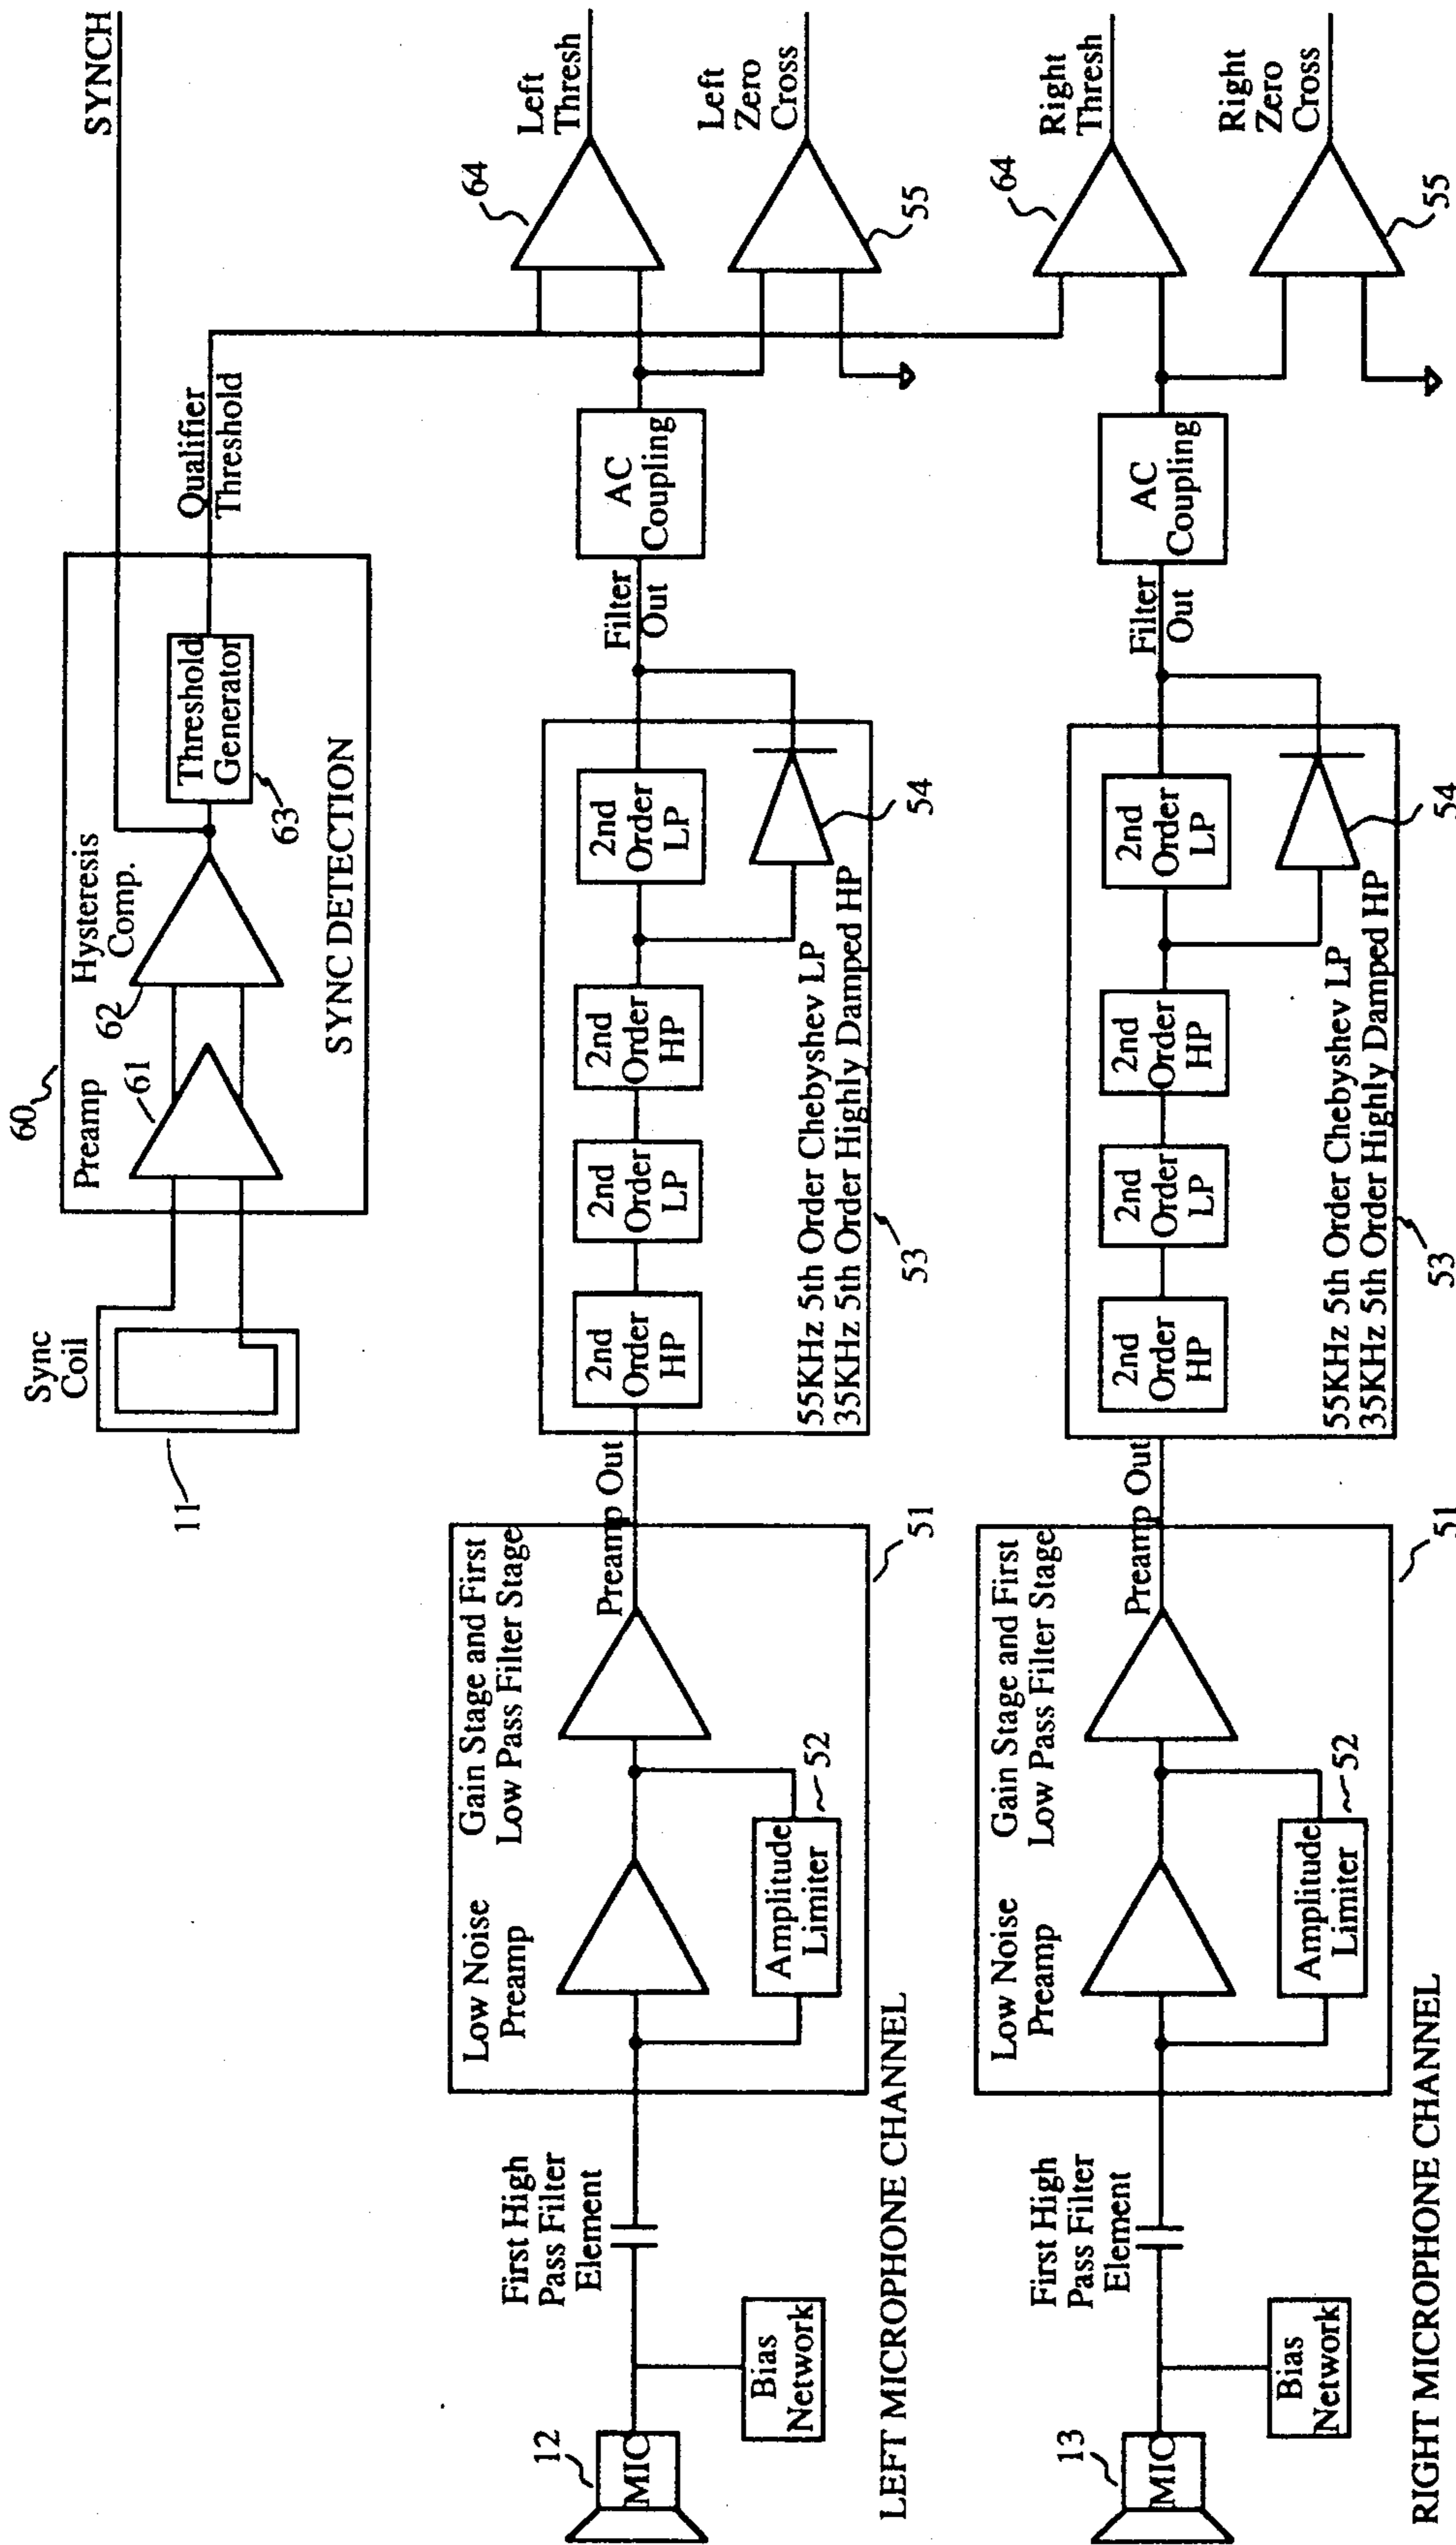 60
Preamp
61
Hysteresis
Comp.
62
Threshold
Generator
63
SYNC DETECTION
Sync
Coil
11
Qualifier
Threshold
SYNCH
12
MIC
Bias
Network
First High
Pass Filter
Element
Low Noise
Preamp
Gain Stage and First
Low Pass Filter Stage
Amplitude
Limiter
52
51
Preamp Out
2nd
Order
HP
2nd
Order
LP
2nd
Order
HP
2nd
Order
LP
54
55KHz 5th Order Chebyshev LP
35KHz 5th Order Highly Damped HP
53
Filter
Out
AC
Coupling
64
Left
Thresh
55
Left
Zero
Cross
LEFT MICROPHONE CHANNEL
13
MIC
Bias
Network
First High
Pass Filter
Element
Low Noise
Preamp
Gain Stage and First
Low Pass Filter Stage
Amplitude
Limiter
52
51
Preamp Out
2nd
Order
HP
2nd
Order
LP
2nd
Order
HP
2nd
Order
LP
54
55KHz 5th Order Chebyshev LP
35KHz 5th Order Highly Damped HP
53
Filter
Out
AC
Coupling
64
Right
Thresh
55
Right
Zero
Cross
RIGHT MICROPHONE CHANNEL